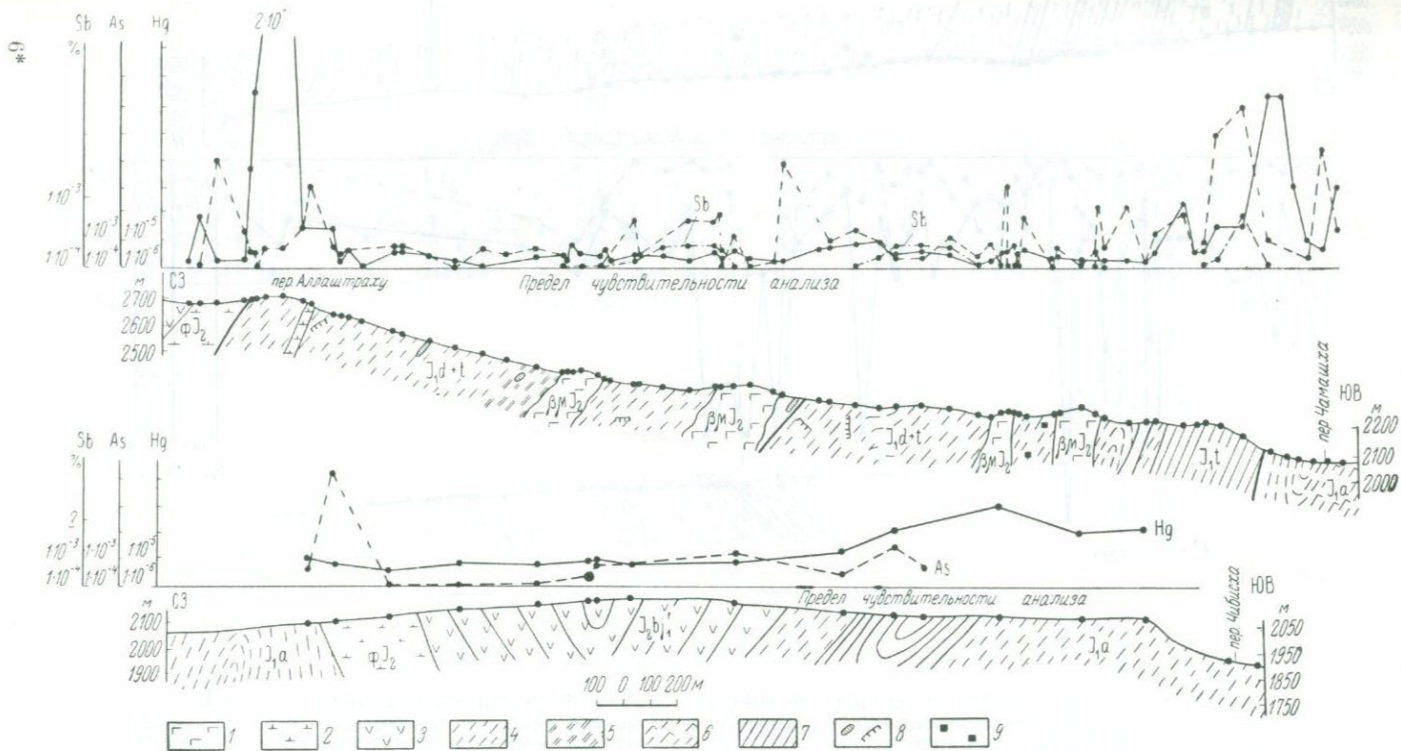 *9
Sb As Hg
2·10
%
Sb
Sb
1·10⁻³
1·10⁻³
1·10⁻⁵
1·10⁻⁴
1·10⁻⁴
1·10⁻⁶
м
СЗ
пер. Аллаштраху
Предел чувствительности анализа
2700
2600
2500
фJ₂
J₁d+t
βмJ₂
βмJ₂
J₁d+t
βмJ₂
βмJ₂
J₁t
J₁a
пер. Чамашха
ЮВ
м
2200
2100
2000
Sb As Hg
%
Hg
As
1·10⁻³ 1·10⁻³ 1·10⁻⁵
1·10⁻⁴ 1·10⁻⁴ 1·10⁻⁶
м
СЗ
Предел чувствительности анализа
2100
2000
1900
J₁a
фJ₂
J₂bj₁'
J₁a
пер. Чивисха
ЮВ
м
2050
1950
1850
1750
100 0 100 200 м
1 2 3 4 5 6 7 8 9